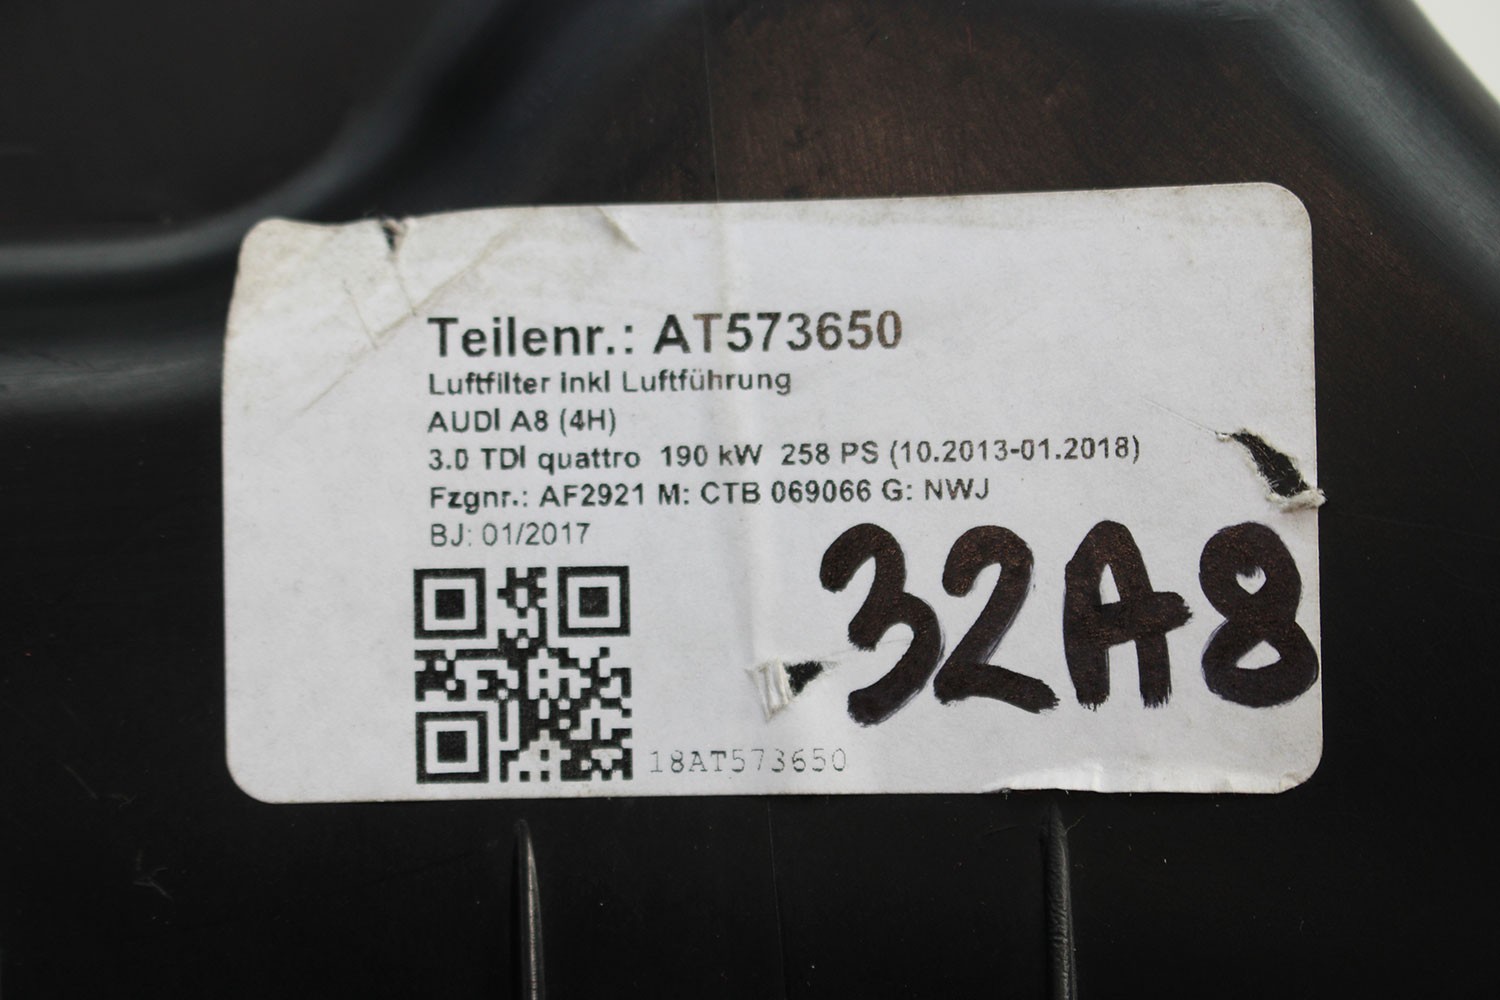 Teilenr.: AT573650
Luftfilter inkl Luftführung
AUDI A8 (4H)
3.0 TDI quattro 190 kW 258 PS (10.2013-01.2018)
Fzgnr.: AF2921 M: CTB 069066 G: NWJ
BJ: 01/2017
32A8
18AT573650